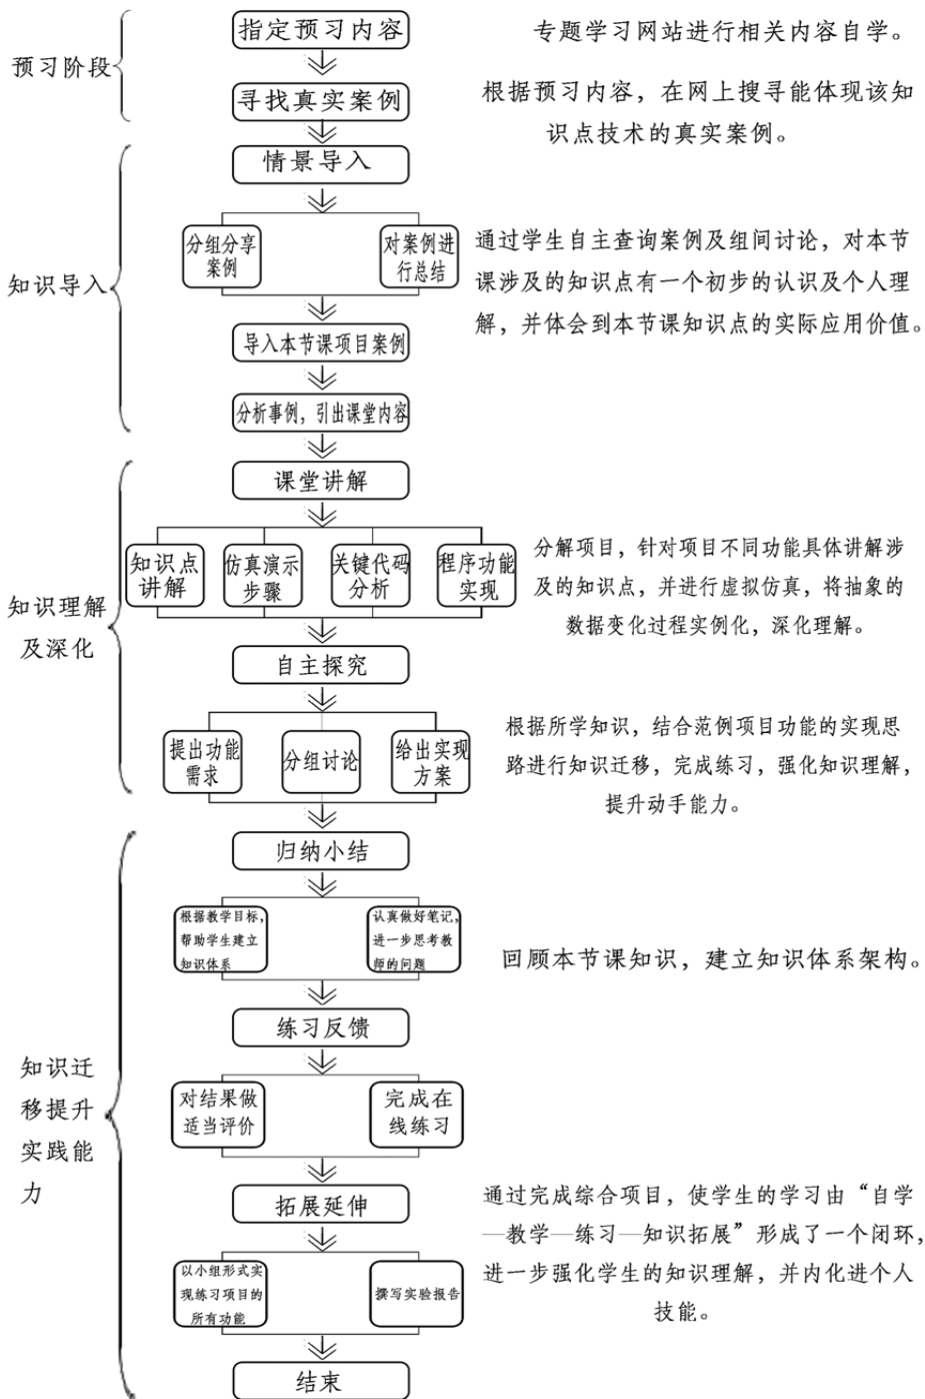 指定预习内容
专题学习网站进行相关内容自学。
预习阶段
寻找真实案例
根据预习内容，在网上搜寻能体现该知
识点技术的真实案例。
情景导入
分组分享
案例
对案例进
行总结
通过学生自主查询案例及组间讨论，对本节
课涉及的知识点有一个初步的认识及个人理
解，并体会到本节课知识点的实际应用价值。
知识导入
导入本节课项目案例
分析事例，引出课堂内容
课堂讲解
知识点
讲解
仿真演示
步骤
关键代码
分析
程序功能
实现
分解项目，针对项目不同功能具体讲解涉
及的知识点，并进行虚拟仿真，将抽象的
数据变化过程实例化，深化理解。
知识理解
及深化
自主探究
提出功能
需求
分组讨论
给出实现
方案
根据所学知识，结合范例项目功能的实现思
路进行知识迁移，完成练习，强化知识理解，
提升动手能力。
归纳小结
根据教学目标，
帮助学生建立
知识体系
认真做好笔记，
进一步思考教
师的问题
回顾本节课知识，建立知识体系架构。
练习反馈
知识迁
移提升
实践能
力
对结果做
适当评价
完成在
线练习
拓展延伸
通过完成综合项目，使学生的学习由“自学
—教学—练习—知识拓展”形成了一个闭环，
进一步强化学生的知识理解，并内化进个人
技能。
以小组形式实
现练习项目的
所有功能
撰写实验报告
结束